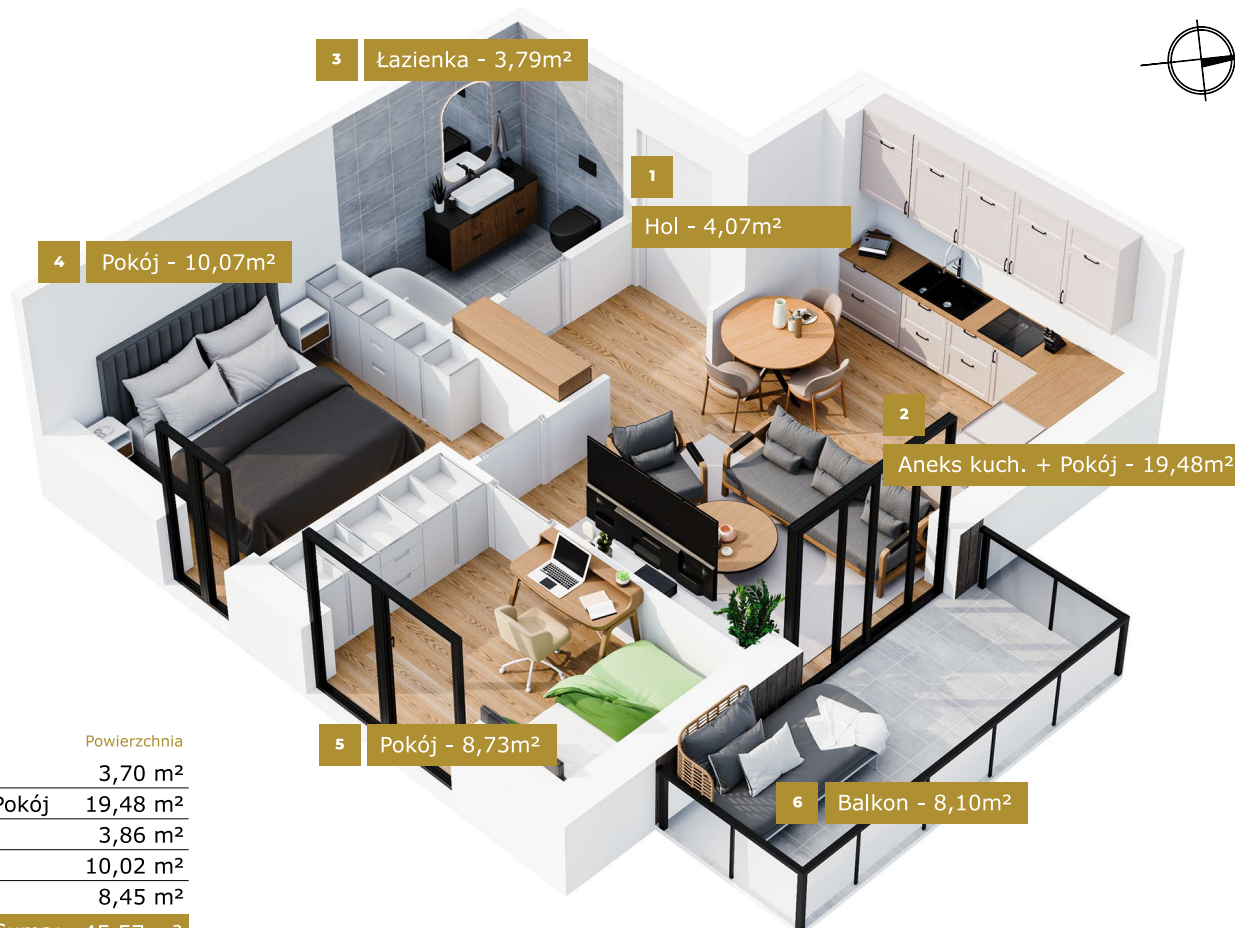 3 Łazienka - 3,79m²
1
Hol - 4,07m²
4 Pokój - 10,07m²
2
Aneks kuch. + Pokój - 19,48m²
5 Pokój - 8,73m²
6 Balkon - 8,10m²
Powierzchnia
3,70 m²
Pokój 19,48 m²
3,86 m²
10,02 m²
8,45 m²